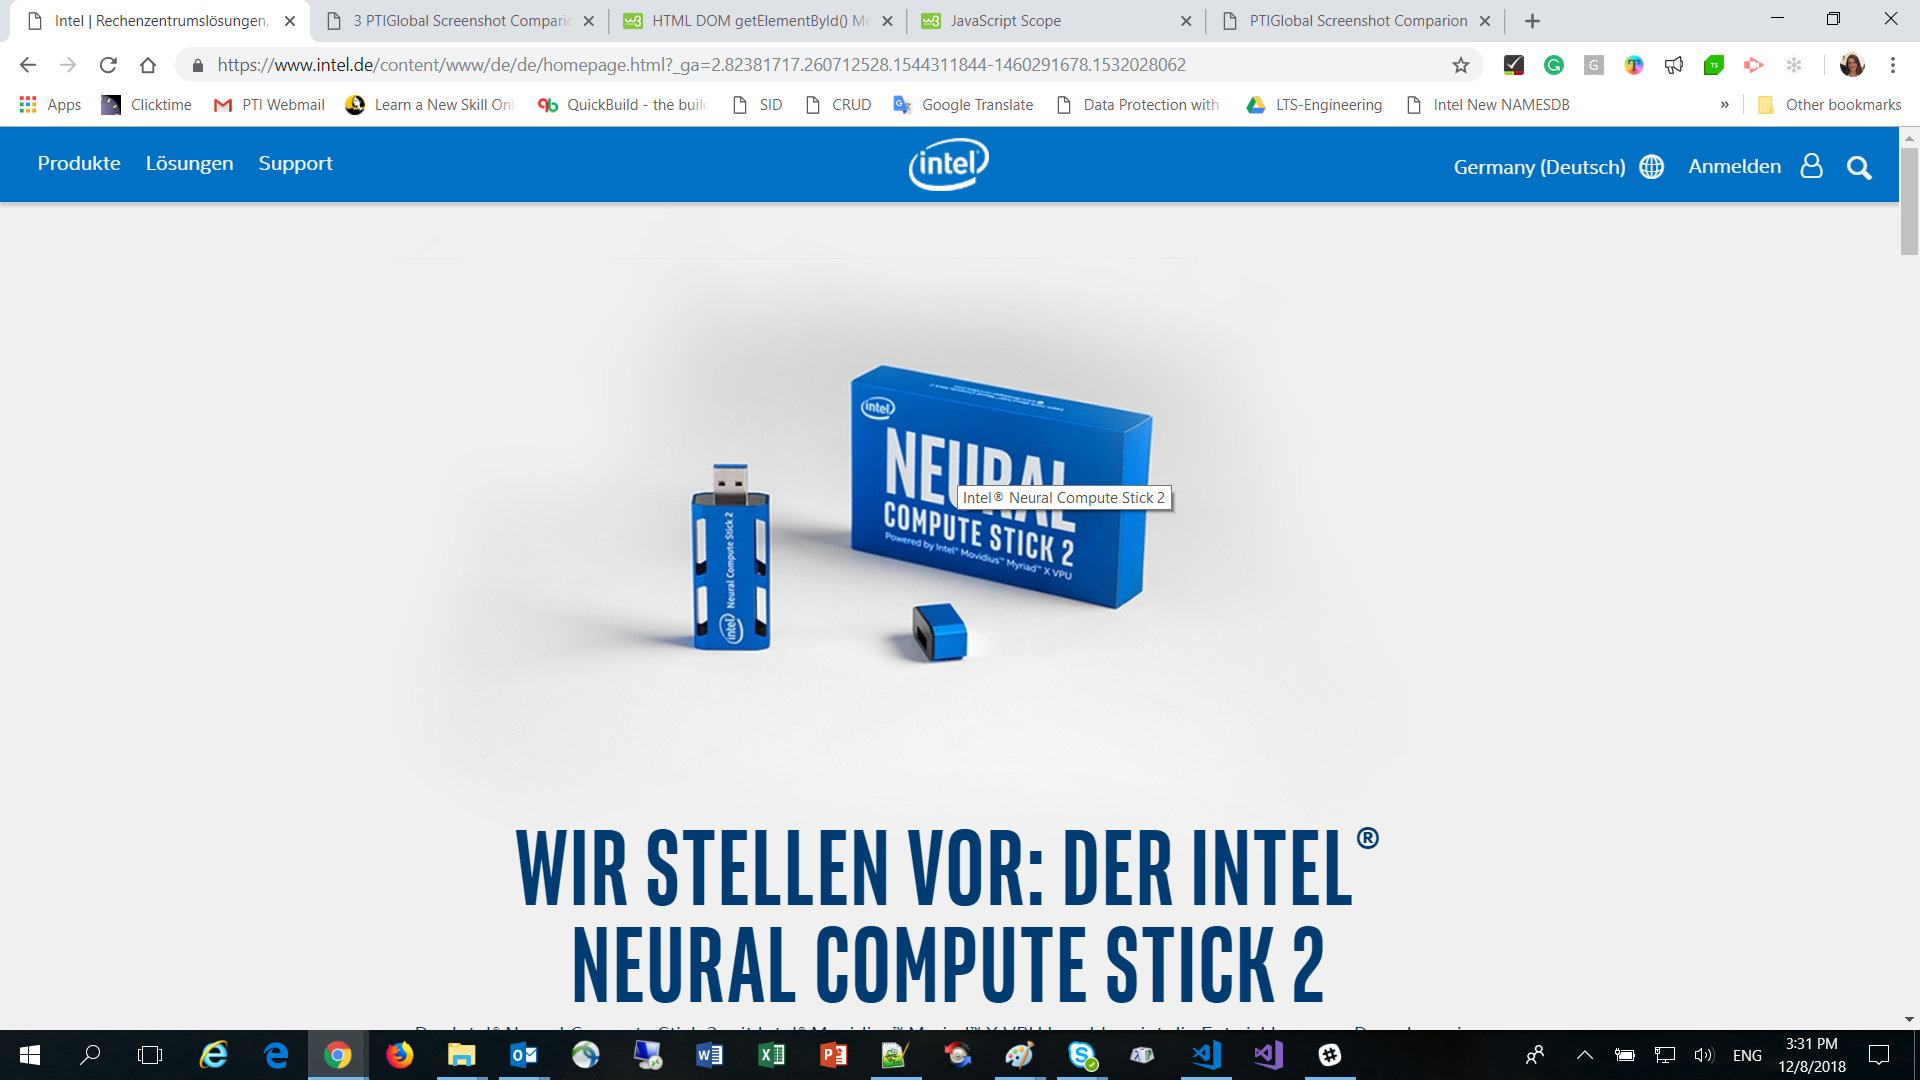 Intel | Rechenzentrumslösungen,
3 PTIGlobal Screenshot Comparic
HTML DOM getElementById() Me
JavaScript Scope
PTIGlobal Screenshot Comparion
https://www.intel.de/content/www/de/de/homepage.html?_ga=2.82381717.260712528.1544311844-1460291678.1532028062
Apps
Clicktime
PTI Webmail
Learn a New Skill Onl
QuickBuild - the build
SID
CRUD
Google Translate
Data Protection with
LTS-Engineering
Intel New NAMESDB
»
Other bookmarks
Produkte
Lösungen
Support
intel
Germany (Deutsch)
Anmelden
intel
NEURAL
Intel® Neural Compute Stick 2
COMPUTE STICK 2
Powered by Intel® Movidius™ Myriad™ X VPU
intel Neural Compute Stick 2
WIR STELLEN VOR: DER INTEL®
NEURAL COMPUTE STICK 2
ENG
3:31 PM
12/8/2018